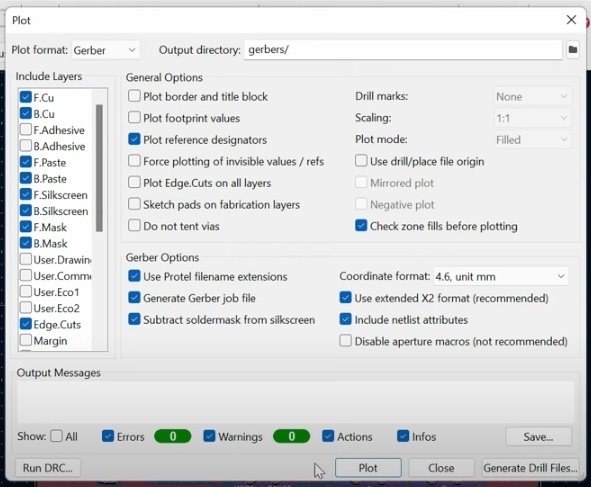 Plot
Plot format: Gerber Output directory: gerbers/
Include Layers
F.Cu
B.Cu
F.Adhesive
B.Adhesive
F.Paste
B.Paste
F.Silkscreen
B.Silkscreen
F.Mask
B.Mask
User.Drawin
User.Comme
User.Eco1
User.Eco2
Edge.Cuts
Margin
General Options
Plot border and title block
Plot footprint values
Plot reference designators
Force plotting of invisible values / refs
Plot Edge.Cuts on all layers
Sketch pads on fabrication layers
Do not tent vias
Drill marks: None
Scaling: 1:1
Plot mode: Filled
Use drill/place file origin
Mirrored plot
Negative plot
Check zone fills before plotting
Gerber Options
Use Protel filename extensions
Generate Gerber job file
Subtract soldermask from silkscreen
Coordinate format: 4.6, unit mm
Use extended X2 format (recommended)
Include netlist attributes
Disable aperture macros (not recommended)
Output Messages
Show: All Errors 0 Warnings 0 Actions Infos Save...
Run DRC... Plot Close Generate Drill Files...